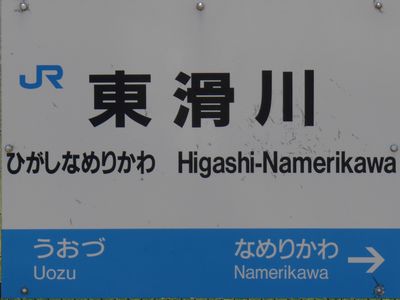 JR 東滑川
ひがしなめりかわ Higashi-Namerikawa
うおづ なめりかわ →
Uozu Namerikawa